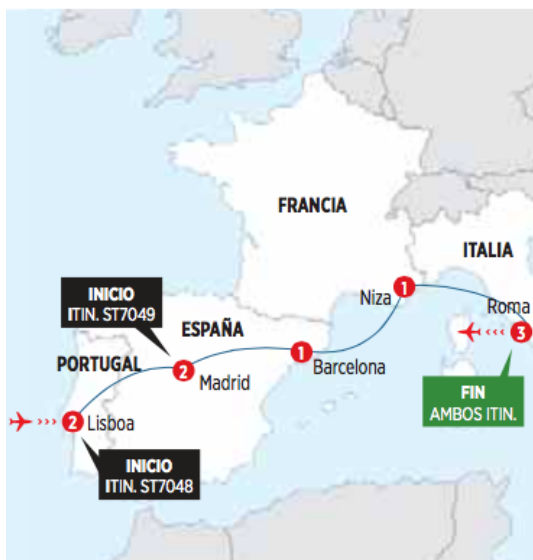 FRANCIA
ITALIA
1
Niza
Roma
3
INICIO
ITIN. ST7049
ESPAÑA
1
Barcelona
PORTUGAL
2
Madrid
FIN
AMBOS ITIN.
2
Lisboa
INICIO
ITIN. ST7048